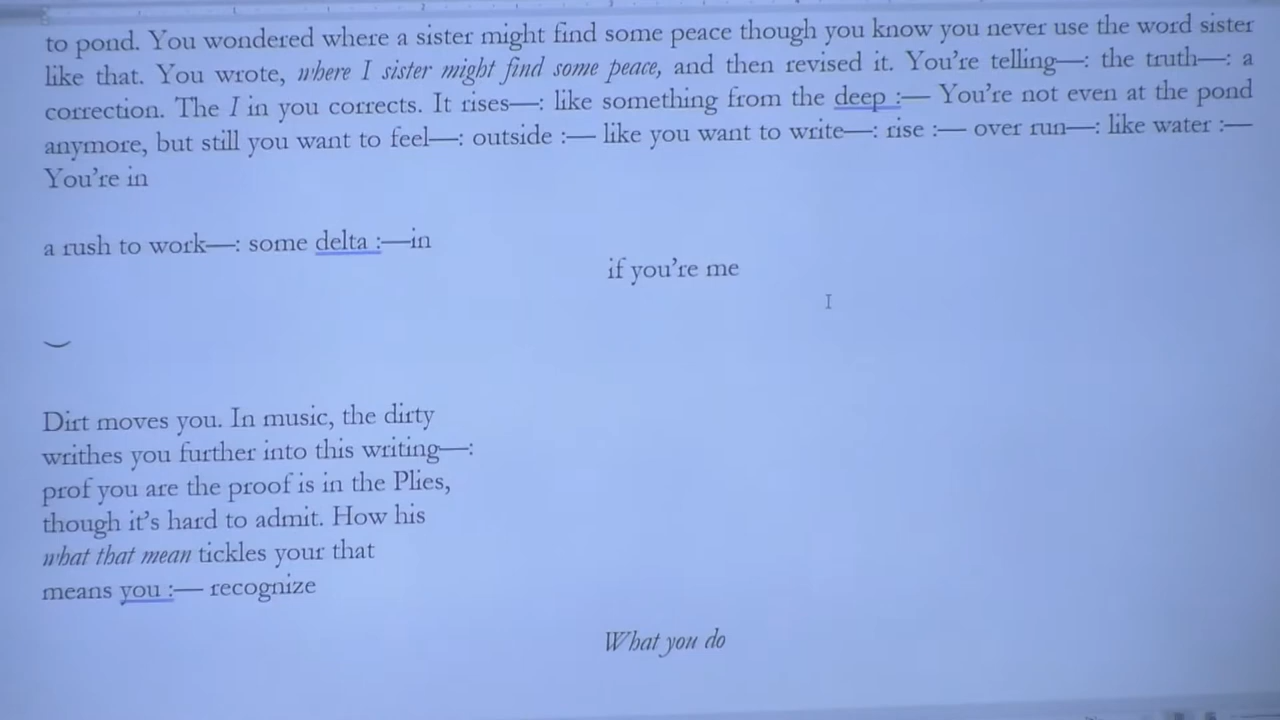 to pond. You wondered where a sister might find some peace though you know you never use the word sister
like that. You wrote, where I sister might find some peace, and then revised it. You’re telling—: the truth—: a
correction. The I in you corrects. It rises—: like something from the deep :— You’re not even at the pond
anymore, but still you want to feel—: outside :— like you want to write—: rise :— over run—: like water :—
You’re in
a rush to work—: some delta :—in
if you’re me
Dirt moves you. In music, the dirty
writhes you further into this writing—:
prof you are the proof is in the Plies,
though it’s hard to admit. How his
what that mean tickles your that
means you :— recognize
What you do